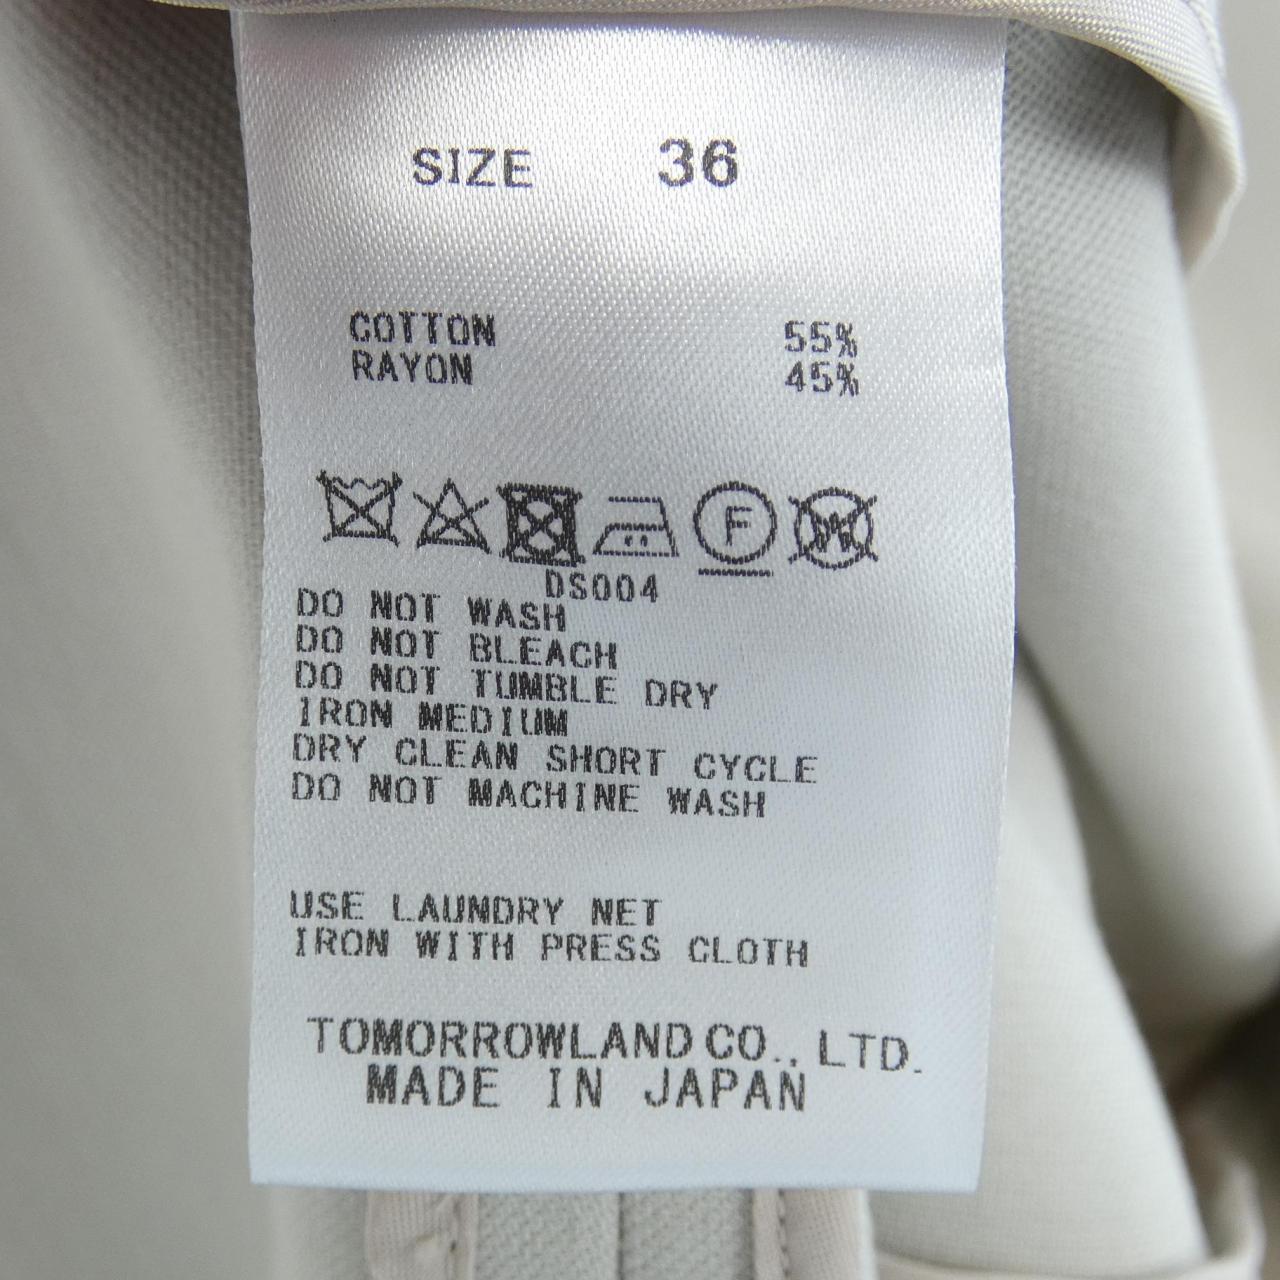 SIZE 36
COTTON 55%
RAYON 45%
F
W
DS004
DO NOT WASH
DO NOT BLEACH
DO NOT TUMBLE DRY
IRON MEDIUM
DRY CLEAN SHORT CYCLE
DO NOT MACHINE WASH
USE LAUNDRY NET
IRON WITH PRESS CLOTH
TOMORROWLAND CO., LTD.
MADE IN JAPAN